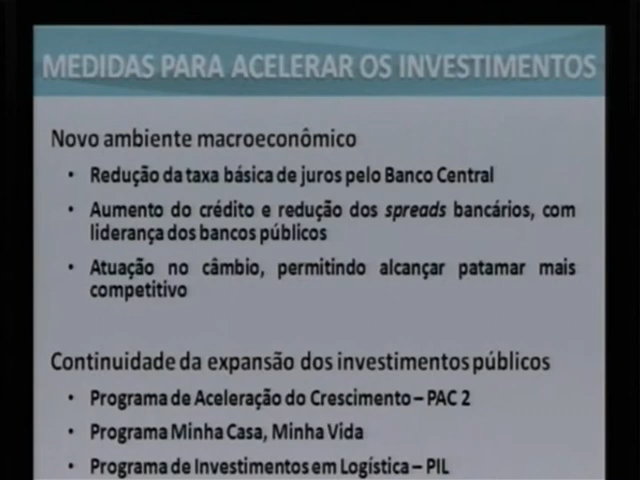 MEDIDAS PARA ACELERAR OS INVESTIMENTOS
Novo ambiente macroeconômico
• Redução da taxa básica de juros pelo Banco Central
• Aumento do crédito e redução dos spreads bancários, com
liderança dos bancos públicos
• Atuação no câmbio, permitindo alcançar patamar mais
competitivo
Continuidade da expansão dos investimentos públicos
• Programa de Aceleração do Crescimento – PAC 2
• Programa Minha Casa, Minha Vida
• Programa de Investimentos em Logística – PIL